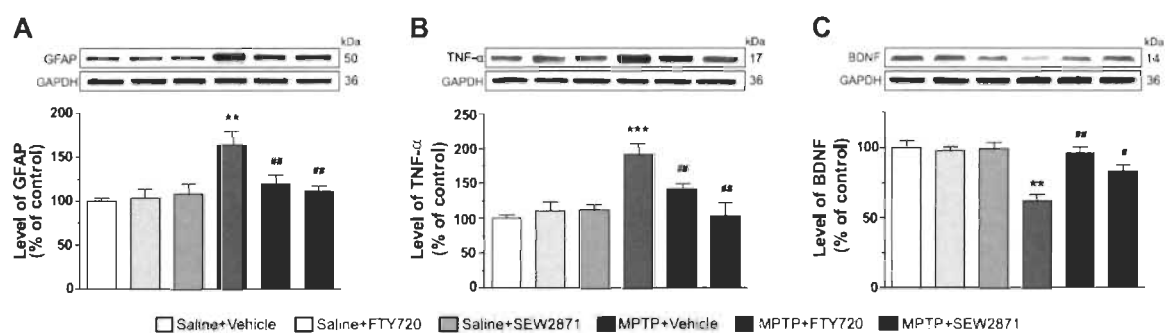 A
kDa
GFAP
50
GAPDH
36
Level of GFAP
(% of control)
200
150
100
50
0
**
##
##
B
kDa
TNF-α
17
GAPDH
36
Level of TNF-α
(% of control)
250
200
150
100
50
0
***
##
##
C
kDa
BDNF
14
GAPDH
36
Level of BDNF
(% of control)
100
50
0
**
##
#
Saline+Vehicle Saline+FTY720 Saline+SEW2871 MPTP+Vehicle MPTP+FTY720 MPTP+SEW2871